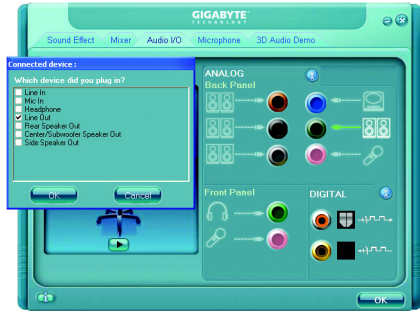 GIGABYTE
Sound Effect Mixer Audio I/O Microphone 3D Audio Demo
Connected device :
Which device did you plug in?
Line In
Mic In
Headphone
Line Out
Rear Speaker Out
Center/Subwoofer Speaker Out
Side Speaker Out
OK Cancel
ANALOG
Back Panel
Front Panel
DIGITAL
OK